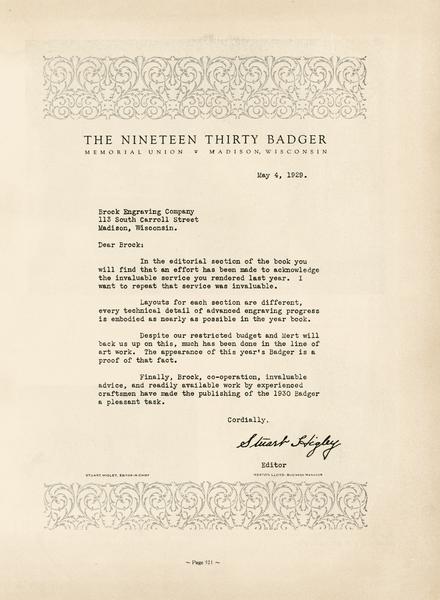 THE NINETEEN THIRTY BADGER
MEMORIAL UNION MADISON, WISCONSIN
May 4, 1929.
Brock Engraving Company
113 South Carroll Street
Madison, Wisconsin.
Dear Brock:
In the editorial section of the book you
will find that an effort has been made to acknowledge
the invaluable service you rendered last year. I
want to repeat that service was invaluable.
Layouts for each section are different,
every technical detail of advanced engraving progress
is embodied as nearly as possible in the year book.
Despite our restricted budget and Mert will
back us up on this, much has been done in the line of
art work. The appearance of this year's Badger is a
proof of that fact.
Finally, Brock, co-operation, invaluable
advice, and readily available work by experienced
craftsmen have made the publishing of the 1930 Badger
a pleasant task.
Cordially,
Stuart Higley
Editor
STUART HIGLEY, EDITOR-IN-CHIEF
LLOYD, BUSINESS MANAGER
~ Page 521 ~